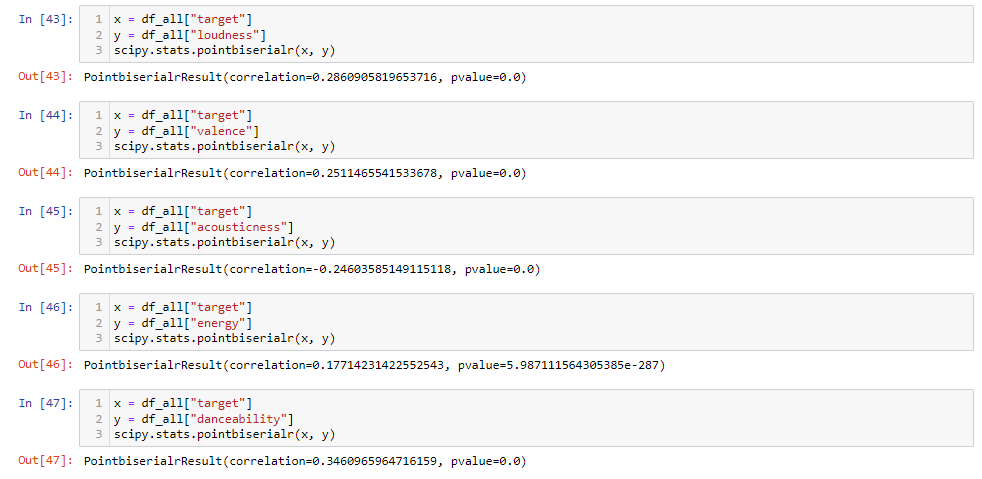 In [43]: 1 x = df_all["target"]
2 y = df_all["loudness"]
3 scipy.stats.pointbiserialr(x, y)
Out[43]: PointbiserialrResult(correlation=0.2860905819653716, pvalue=0.0)
In [44]: 1 x = df_all["target"]
2 y = df_all["valence"]
3 scipy.stats.pointbiserialr(x, y)
Out[44]: PointbiserialrResult(correlation=0.2511465541533678, pvalue=0.0)
In [45]: 1 x = df_all["target"]
2 y = df_all["acousticness"]
3 scipy.stats.pointbiserialr(x, y)
Out[45]: PointbiserialrResult(correlation=-0.24603585149115118, pvalue=0.0)
In [46]: 1 x = df_all["target"]
2 y = df_all["energy"]
3 scipy.stats.pointbiserialr(x, y)
Out[46]: PointbiserialrResult(correlation=0.17714231422552543, pvalue=5.987111564305385e-287)
In [47]: 1 x = df_all["target"]
2 y = df_all["danceability"]
3 scipy.stats.pointbiserialr(x, y)
Out[47]: PointbiserialrResult(correlation=0.3460965964716159, pvalue=0.0)